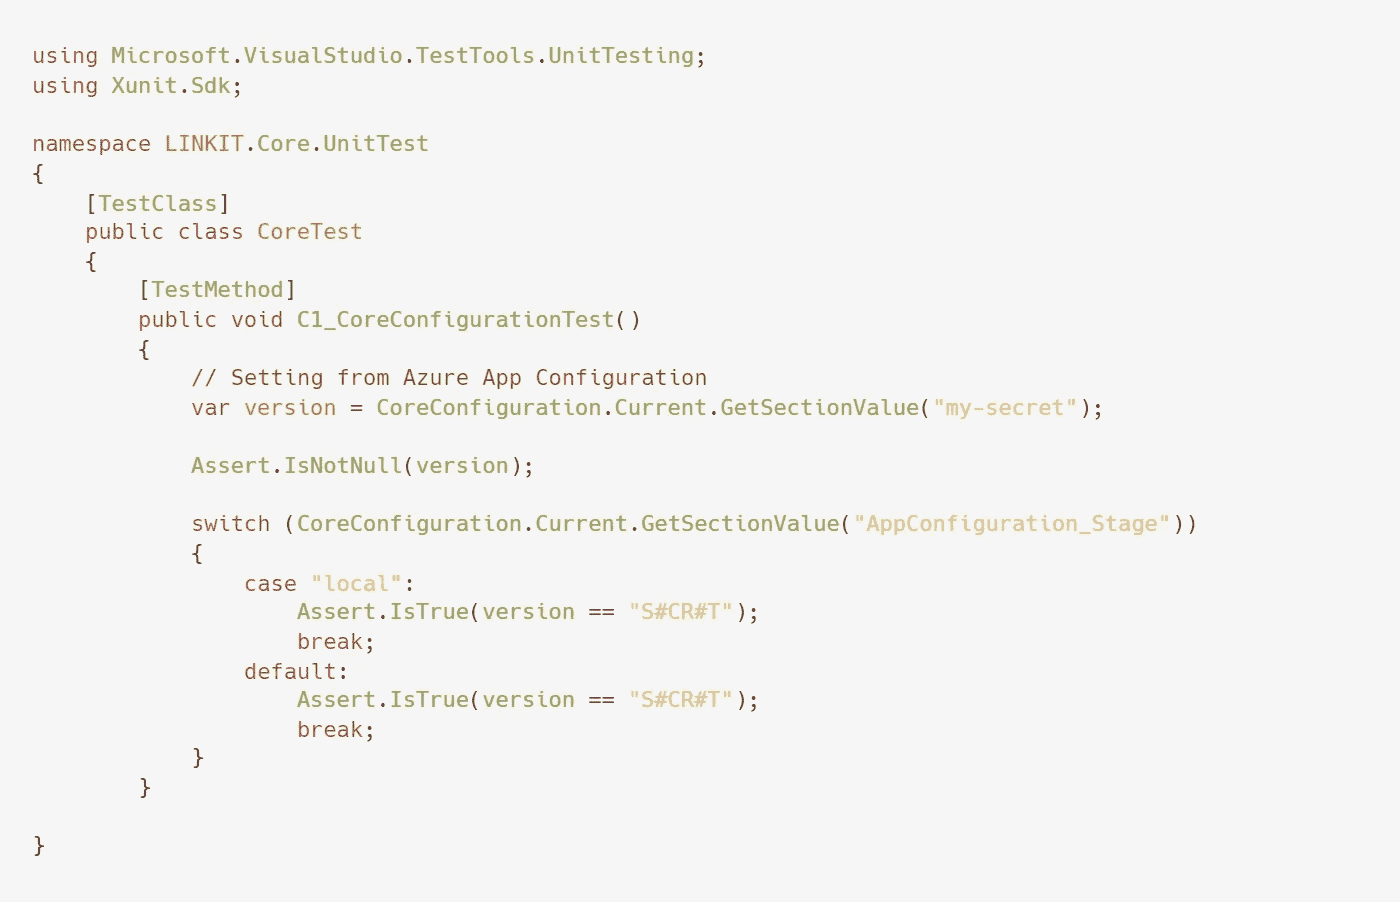 using Microsoft.VisualStudio.TestTools.UnitTesting;
using Xunit.Sdk;

namespace LINKIT.Core.UnitTest
{
    [TestClass]
    public class CoreTest
    {
        [TestMethod]
        public void C1_CoreConfigurationTest()
        {
            // Setting from Azure App Configuration
            var version = CoreConfiguration.Current.GetSectionValue("my-secret");

            Assert.IsNotNull(version);

            switch (CoreConfiguration.Current.GetSectionValue("AppConfiguration_Stage"))
            {
                case "local":
                    Assert.IsTrue(version == "S#CR#T");
                    break;
                default:
                    Assert.IsTrue(version == "S#CR#T");
                    break;
            }
        }

}